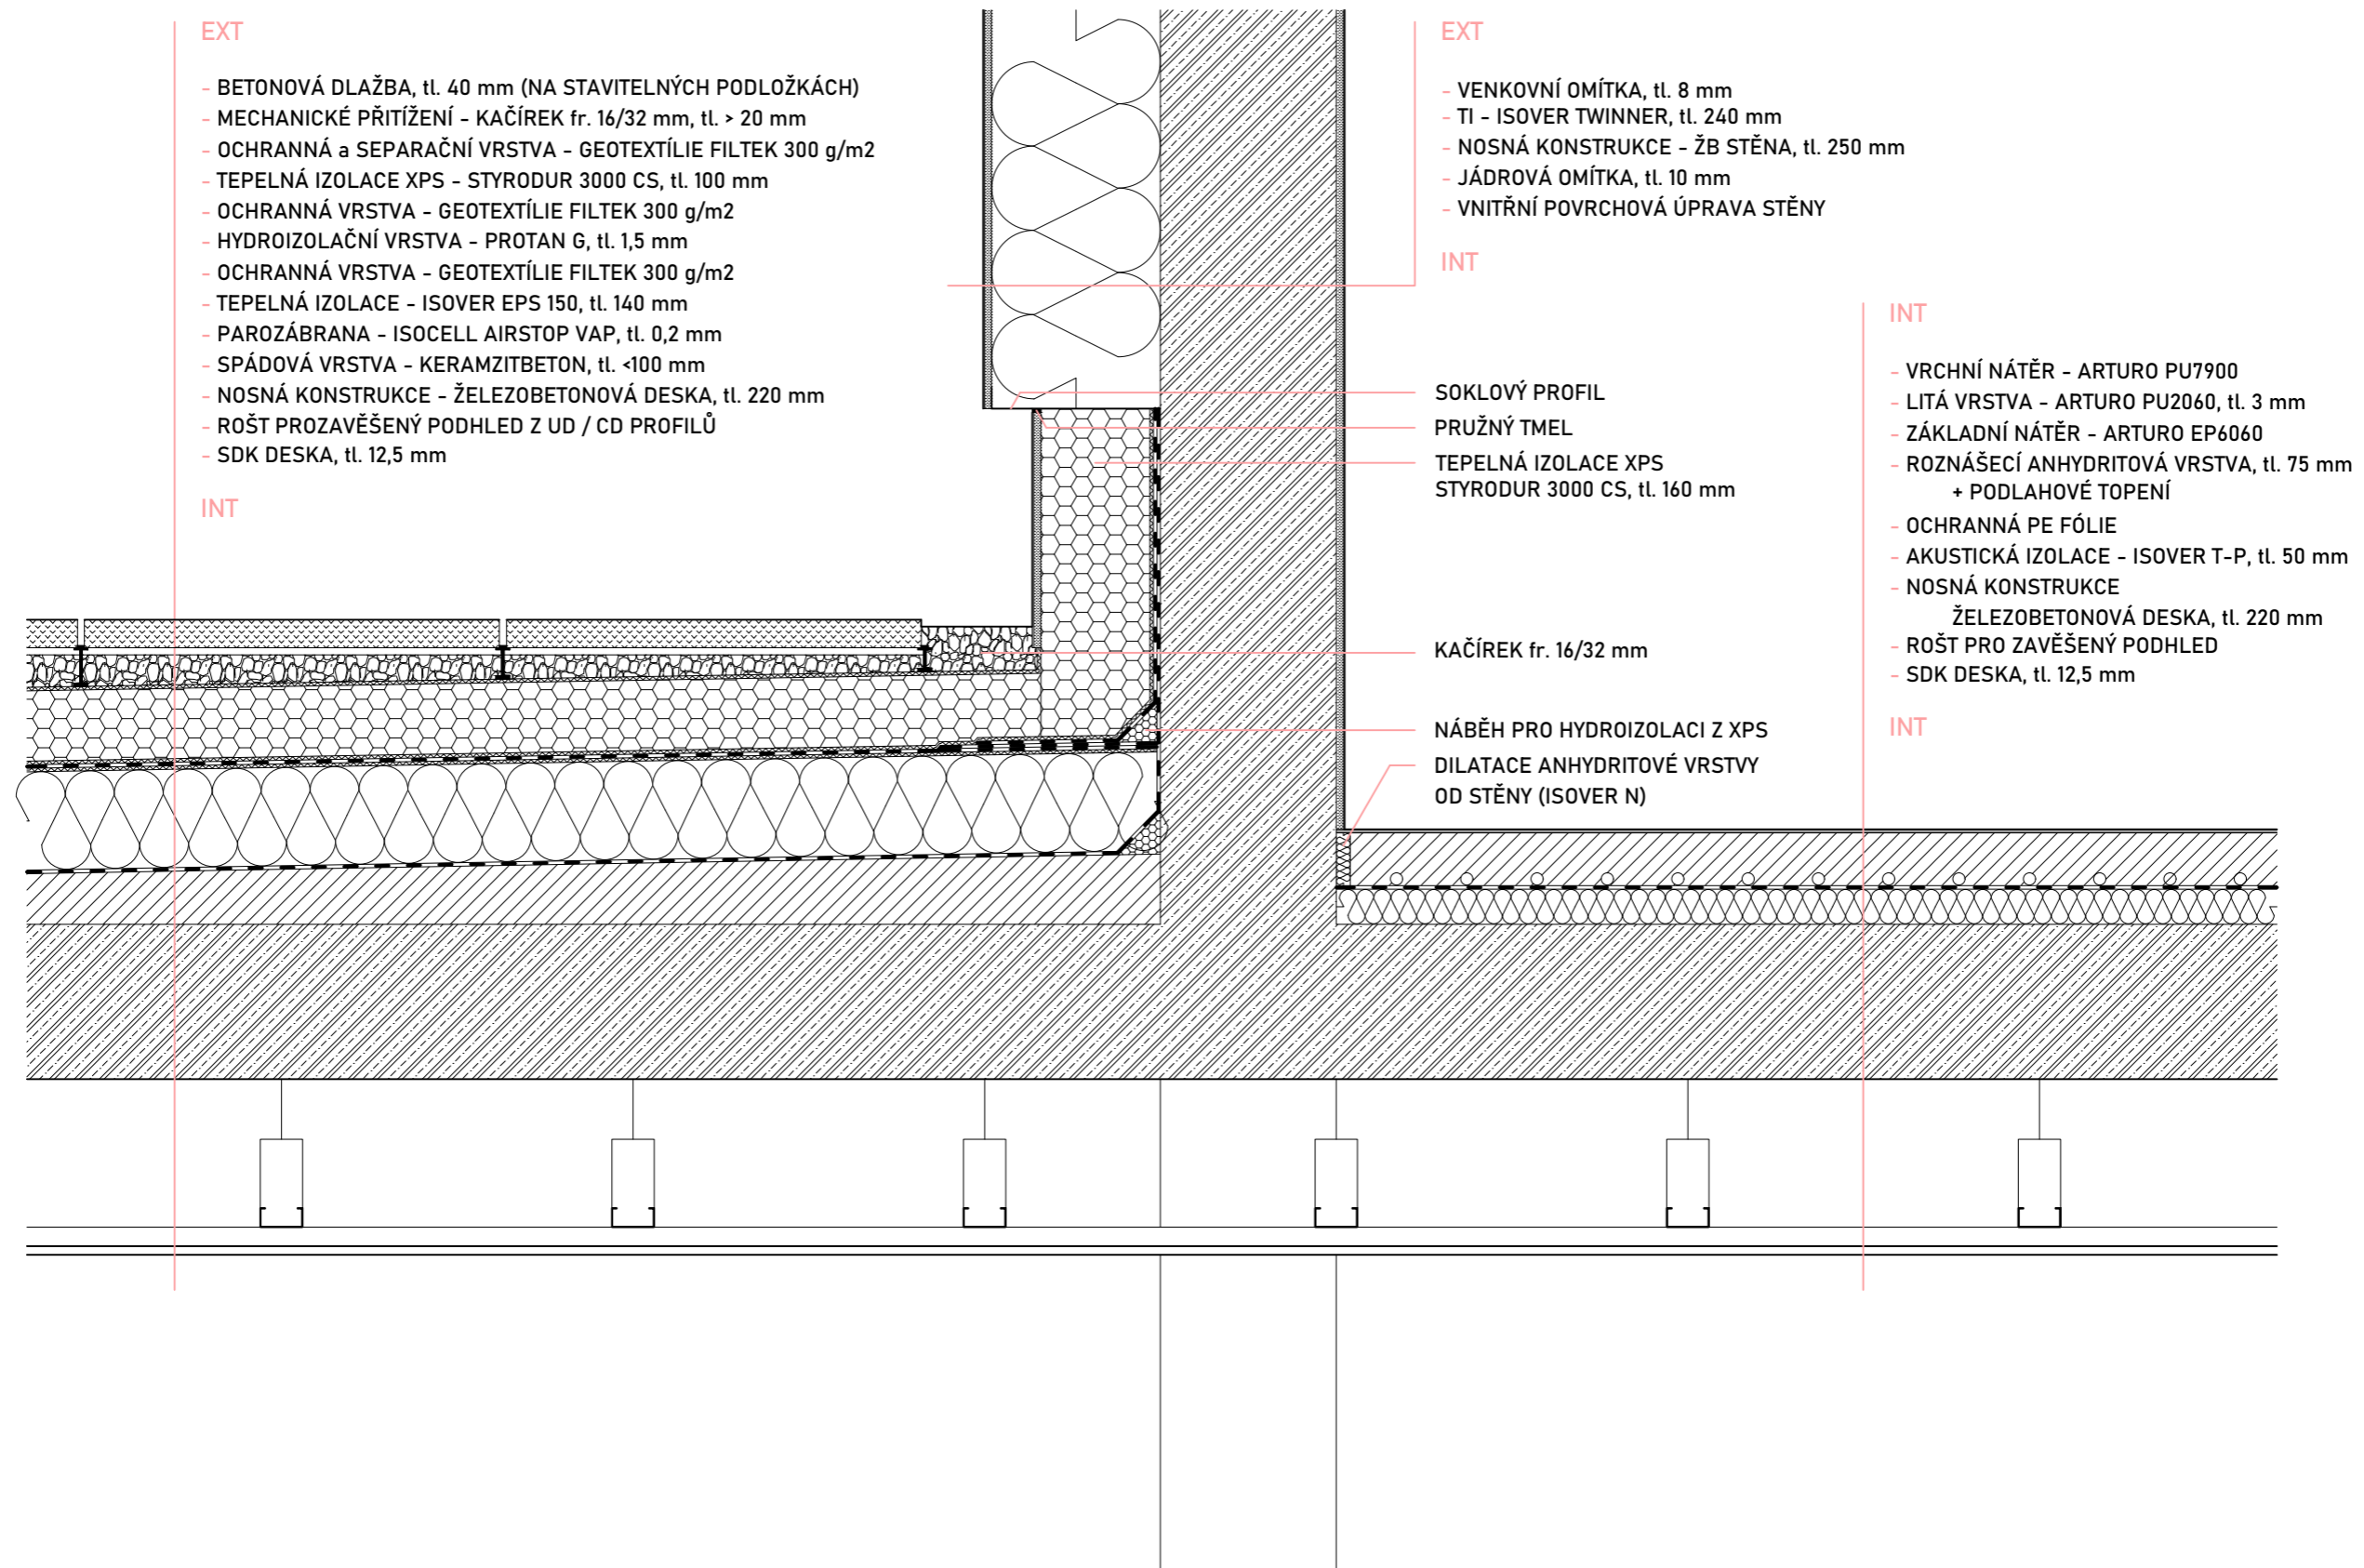 EXT
- BETONOVÁ DLAŽBA, tl. 40 mm (NA STAVITELNÝCH PODLOŽKÁCH)
- MECHANICKÉ PŘITÍŽENÍ - KAČÍREK fr. 16/32 mm, tl. > 20 mm
- OCHRANNÁ a SEPARAČNÍ VRSTVA - GEOTEXTÍLIE FILTEK 300 g/m2
- TEPELNÁ IZOLACE XPS - STYRODUR 3000 CS, tl. 100 mm
- OCHRANNÁ VRSTVA - GEOTEXTÍLIE FILTEK 300 g/m2
- HYDROIZOLAČNÍ VRSTVA - PROTAN G, tl. 1,5 mm
- OCHRANNÁ VRSTVA - GEOTEXTÍLIE FILTEK 300 g/m2
- TEPELNÁ IZOLACE - ISOVER EPS 150, tl. 140 mm
- PAROZÁBRANA - ISOCELL AIRSTOP VAP, tl. 0,2 mm
- SPÁDOVÁ VRSTVA - KERAMZITBETON, tl. <100 mm
- NOSNÁ KONSTRUKCE - ŽELEZOBETONOVÁ DESKA, tl. 220 mm
- ROŠT PROZAVĚŠENÝ PODHLED Z UD / CD PROFILŮ
- SDK DESKA, tl. 12,5 mm
INT
EXT
- VENKOVNÍ OMÍTKA, tl. 8 mm
- TI - ISOVER TWINNER, tl. 240 mm
- NOSNÁ KONSTRUKCE - ŽB STĚNA, tl. 250 mm
- JÁDROVÁ OMÍTKA, tl. 10 mm
- VNITŘNÍ POVRCHOVÁ ÚPRAVA STĚNY
INT
SOKLOVÝ PROFIL
PRUŽNÝ TMEL
TEPELNÁ IZOLACE XPS
STYRODUR 3000 CS, tl. 160 mm
KAČÍREK fr. 16/32 mm
NÁBĚH PRO HYDROIZOLACI Z XPS
DILATACE ANHYDRITOVÉ VRSTVY
OD STĚNY (ISOVER N)
INT
- VRCHNÍ NÁTĚR - ARTURO PU7900
- LITÁ VRSTVA - ARTURO PU2060, tl. 3 mm
- ZÁKLADNÍ NÁTĚR - ARTURO EP6060
- ROZNÁŠECÍ ANHYDRITOVÁ VRSTVA, tl. 75 mm
+ PODLAHOVÉ TOPENÍ
- OCHRANNÁ PE FÓLIE
- AKUSTICKÁ IZOLACE - ISOVER T-P, tl. 50 mm
- NOSNÁ KONSTRUKCE
ŽELEZOBETONOVÁ DESKA, tl. 220 mm
- ROŠT PRO ZAVĚŠENÝ PODHLED
- SDK DESKA, tl. 12,5 mm
INT